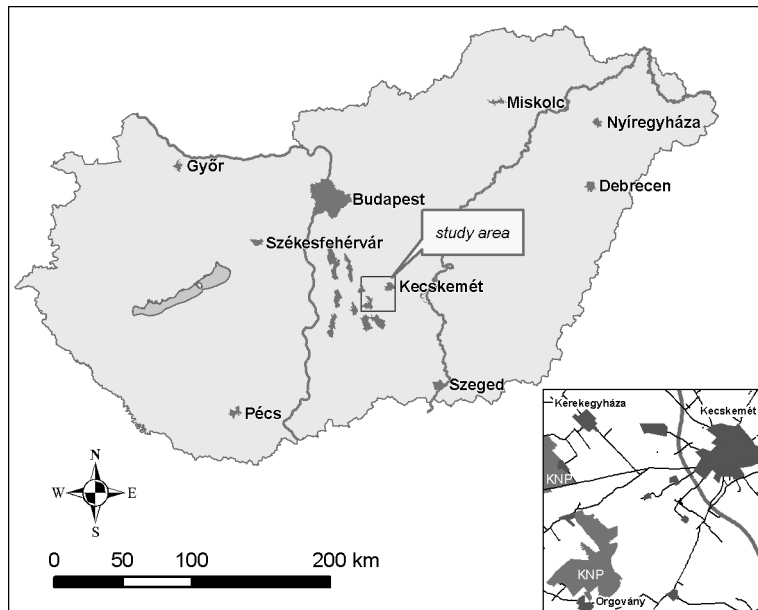 Miskolc
Nyíregyháza
Győr
Debrecen
Budapest
study area
Székesfehérvár
Kecskemét
Szeged
Pécs
N
W E
S
0 50 100 200 km
Kerekegyháza
Kecskemét
KNP
KNP
Orgovány